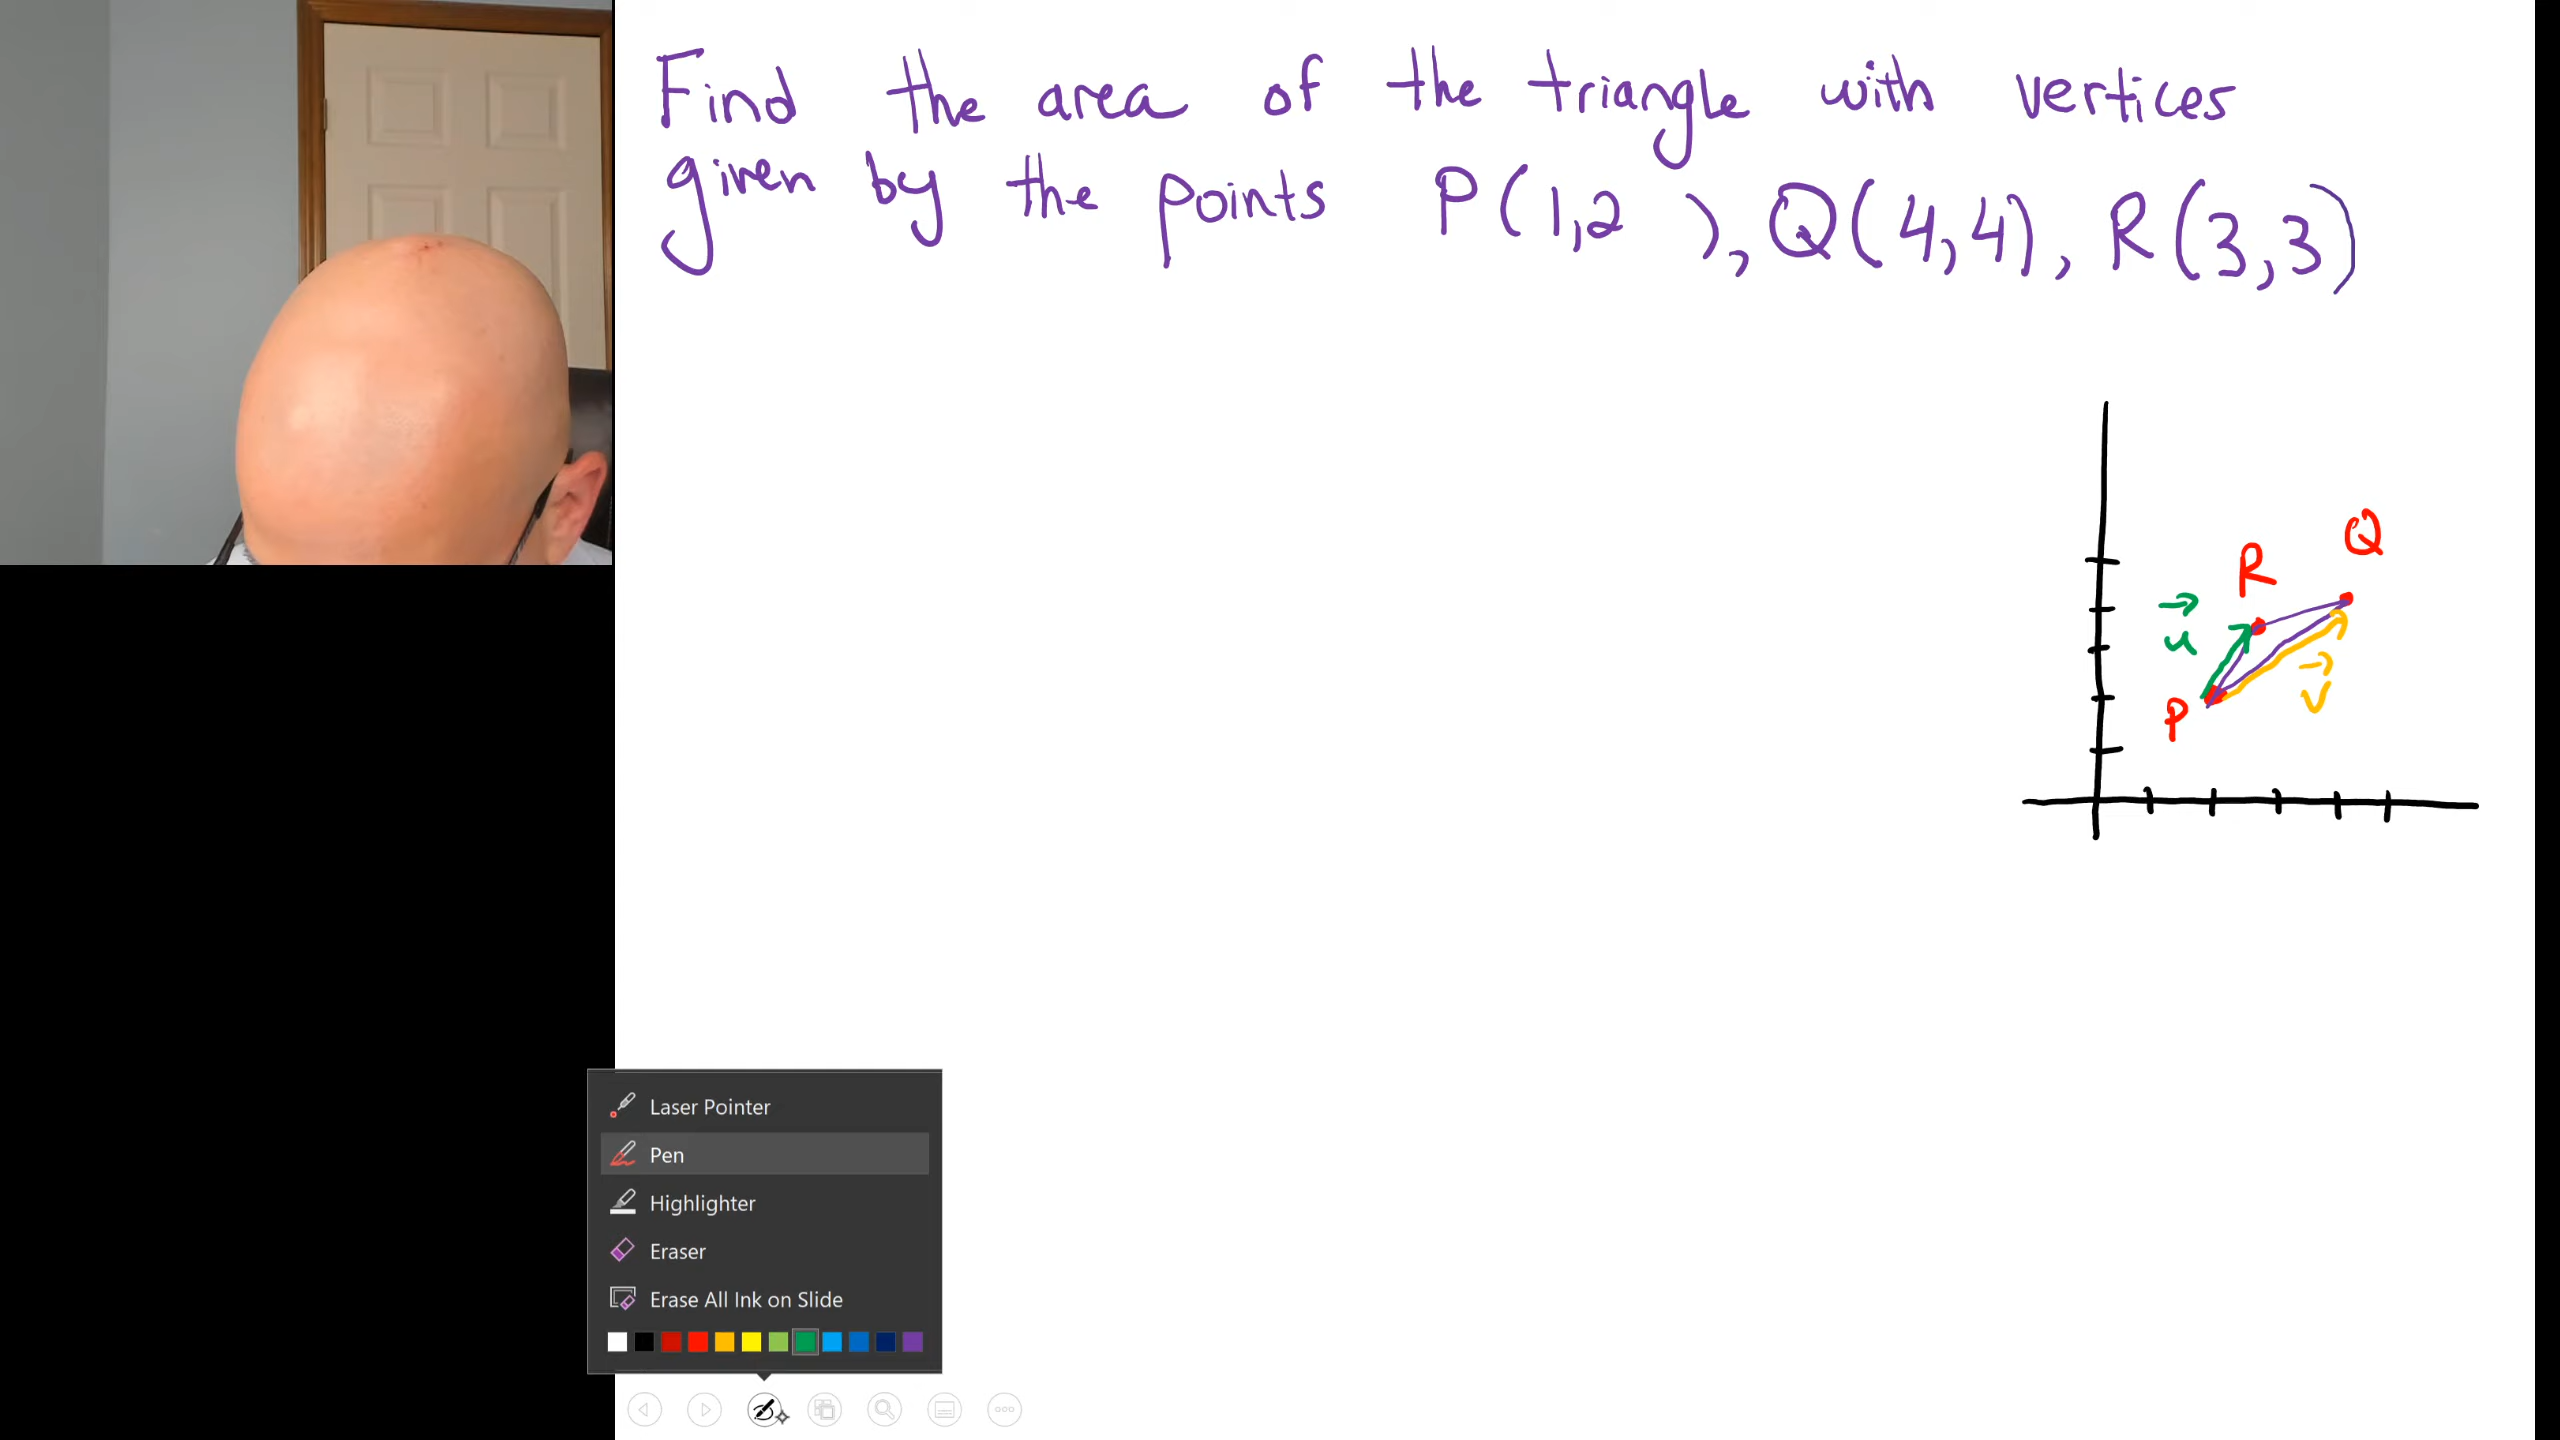 Find the area of the triangle with vertices
given by the points P(1,2 ), Q(4,4), R(3,3)
Q
R
u
v
P
Laser Pointer
Pen
Highlighter
Eraser
Erase All Ink on Slide